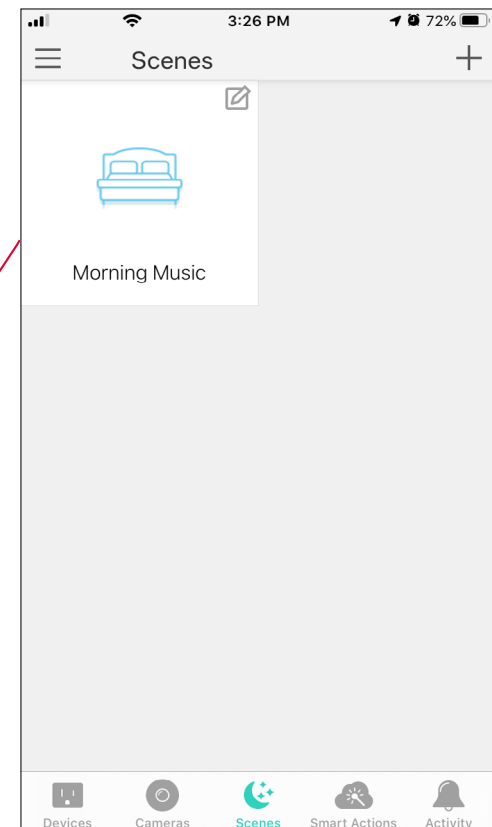 3:26 PM 72%
Scenes
Morning Music
Devices Cameras Scenes Smart Actions Activity